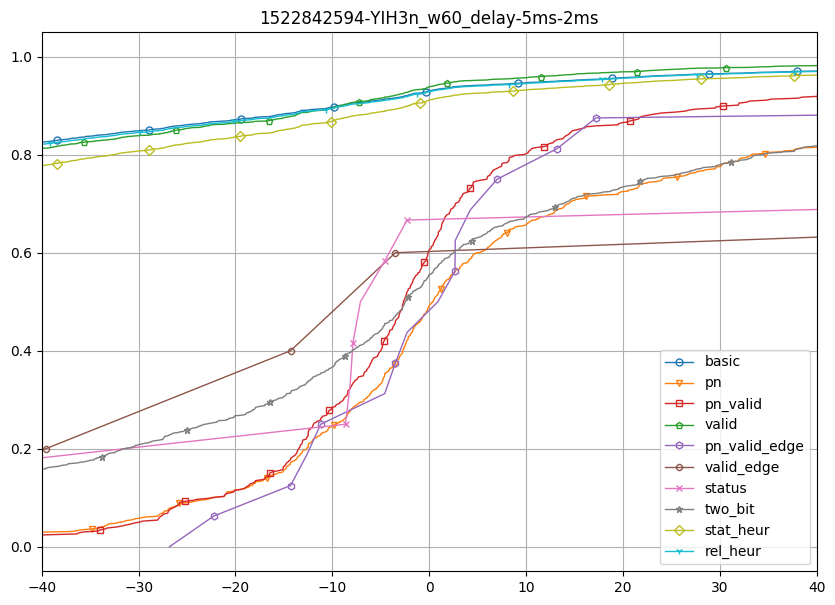 1522842594-YIH3n_w60_delay-5ms-2ms
1.0
0.8
0.6
0.4
0.2
0.0
−40
−30
−20
−10
0
10
20
30
40
basic
pn
pn_valid
valid
pn_valid_edge
valid_edge
status
two_bit
stat_heur
rel_heur